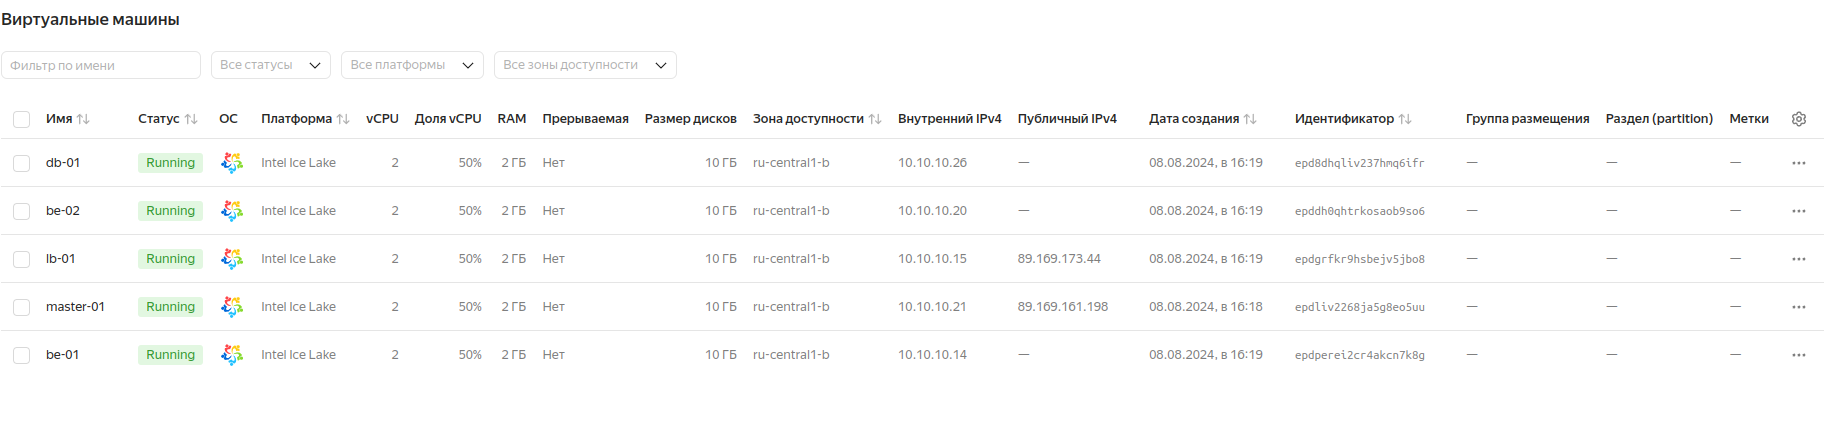 Виртуальные машины
Фильтр по имени Все статусы Все платформы Все зоны доступности
Имя Статус ОС Платформа vCPU Доля vCPU RAM Прерываемая Размер дисков Зона доступности Внутренний IPv4 Публичный IPv4 Дата создания Идентификатор Группа размещения Раздел (partition) Метки
db-01 Running Intel Ice Lake 2 50% 2 ГБ Нет 10 ГБ ru-central1-b 10.10.10.26 — 08.08.2024, в 16:19 epd8dhqliv237hmq6ifr — — —
be-02 Running Intel Ice Lake 2 50% 2 ГБ Нет 10 ГБ ru-central1-b 10.10.10.20 — 08.08.2024, в 16:19 epddh0qhtrkosaob9so6 — — —
lb-01 Running Intel Ice Lake 2 50% 2 ГБ Нет 10 ГБ ru-central1-b 10.10.10.15 89.169.173.44 08.08.2024, в 16:19 epdgrfkr9hsbejv5jbo8 — — —
master-01 Running Intel Ice Lake 2 50% 2 ГБ Нет 10 ГБ ru-central1-b 10.10.10.21 89.169.161.198 08.08.2024, в 16:18 epdliv2268ja5g8eo5uu — — —
be-01 Running Intel Ice Lake 2 50% 2 ГБ Нет 10 ГБ ru-central1-b 10.10.10.14 — 08.08.2024, в 16:19 epdperei2cr4akcn7k8g — — —